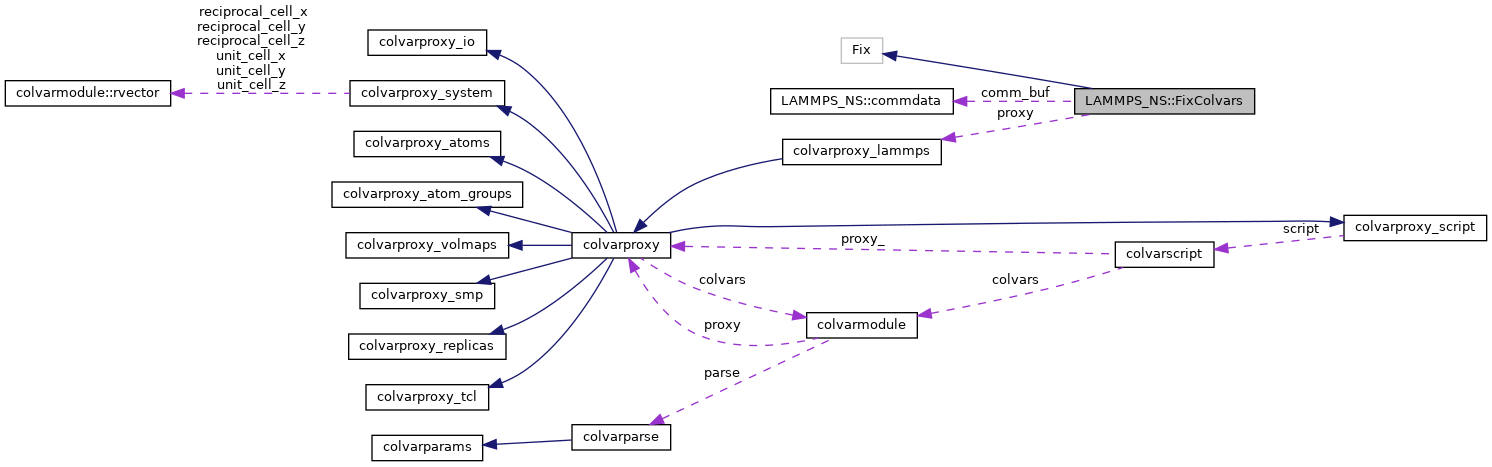 reciprocal_cell_x
reciprocal_cell_y
reciprocal_cell_z
unit_cell_x
unit_cell_y
unit_cell_z
colvarmodule::rvector
colvarproxy_io
colvarproxy_system
colvarproxy_atoms
colvarproxy_atom_groups
colvarproxy_volmaps
colvarproxy_smp
colvarproxy_replicas
colvarproxy_tcl
colvarparams
Fix
LAMMPS_NS::commdata
comm_buf
LAMMPS_NS::FixColvars
proxy
colvarproxy_lammps
colvarproxy
proxy_
script
colvarproxy_script
colvarscript
colvars
colvars
colvarmodule
proxy
parse
colvarparse